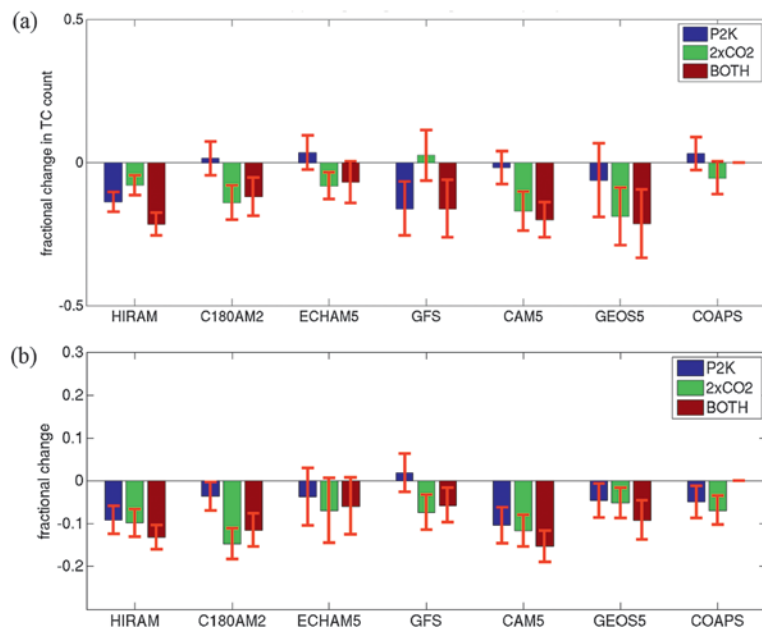 (a)
0.5
0
-0.5
fractional change in TC count
P2K
2xCO2
BOTH
HIRAM C180AM2 ECHAM5 GFS CAM5 GEOS5 COAPS
(b)
0.3
0.2
0.1
0
-0.1
-0.2
fractional change
P2K
2xCO2
BOTH
HIRAM C180AM2 ECHAM5 GFS CAM5 GEOS5 COAPS